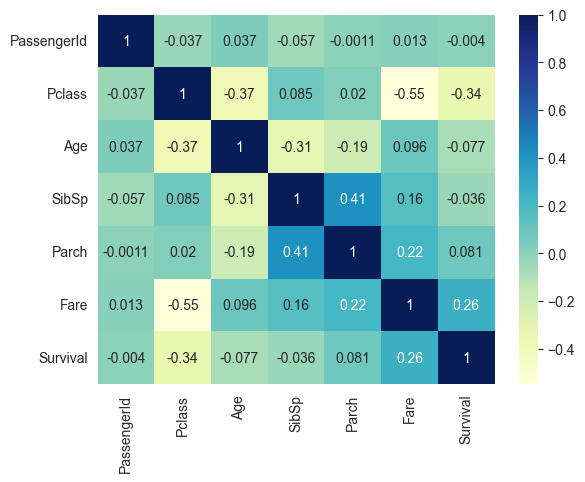 PassengerId 1 -0.037 0.037 -0.057 -0.0011 0.013 -0.004
Pclass -0.037 1 -0.37 0.085 0.02 -0.55 -0.34
Age 0.037 -0.37 1 -0.31 -0.19 0.096 -0.077
SibSp -0.057 0.085 -0.31 1 0.41 0.16 -0.036
Parch -0.0011 0.02 -0.19 0.41 1 0.22 0.081
Fare 0.013 -0.55 0.096 0.16 0.22 1 0.26
Survival -0.004 -0.34 -0.077 -0.036 0.081 0.26 1
PassengerId Pclass Age SibSp Parch Fare Survival
1.0
0.8
0.6
0.4
0.2
0.0
−0.2
−0.4